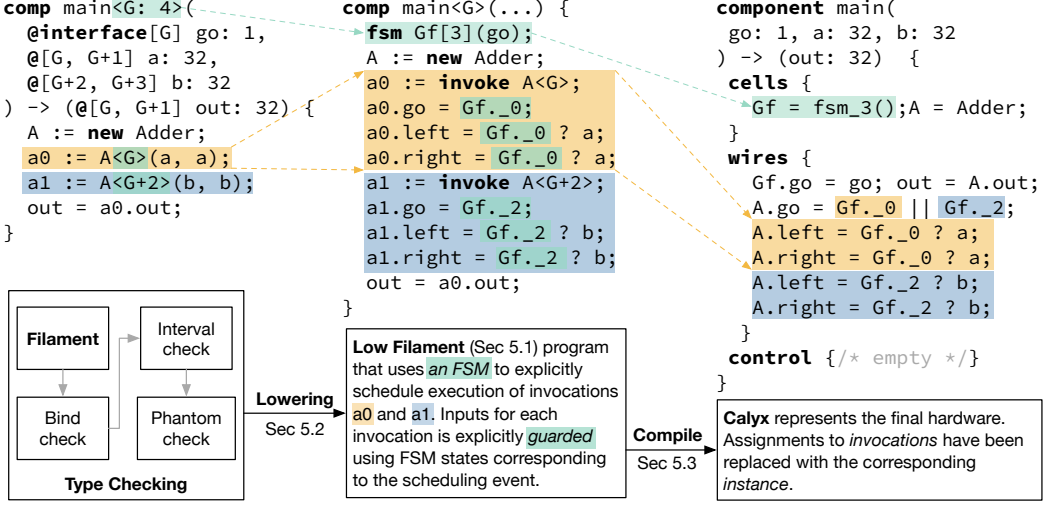 comp main<G: 4>(
@interface[G] go: 1,
@[G, G+1] a: 32,
@[G+2, G+3] b: 32
) -> (@[G, G+1] out: 32) {
A := new Adder;
a0 := A<G>(a, a);
a1 := A<G+2>(b, b);
out = a0.out;
}
comp main<G>(...) {
fsm Gf[3](go);
A := new Adder;
a0 := invoke A<G>;
a0.go = Gf._0;
a0.left = Gf._0 ? a;
a0.right = Gf._0 ? a;
a1 := invoke A<G+2>;
a1.go = Gf._2;
a1.left = Gf._2 ? b;
a1.right = Gf._2 ? b;
out = a0.out;
}
component main(
go: 1, a: 32, b: 32
) -> (out: 32) {
cells {
Gf = fsm_3();A = Adder;
}
wires {
Gf.go = go; out = A.out;
A.go = Gf._0 || Gf._2;
A.left = Gf._0 ? a;
A.right = Gf._0 ? a;
A.left = Gf._2 ? b;
A.right = Gf._2 ? b;
}
control {/* empty */}
}
Filament
Interval
check
Bind
check
Phantom
check
Type Checking
Lowering
Sec 5.2
Low Filament (Sec 5.1) program
that uses an FSM to explicitly
schedule execution of invocations
a0 and a1. Inputs for each
invocation is explicitly guarded
using FSM states corresponding
to the scheduling event.
Compile
Sec 5.3
Calyx represents the final hardware.
Assignments to invocations have been
replaced with the corresponding
instance.